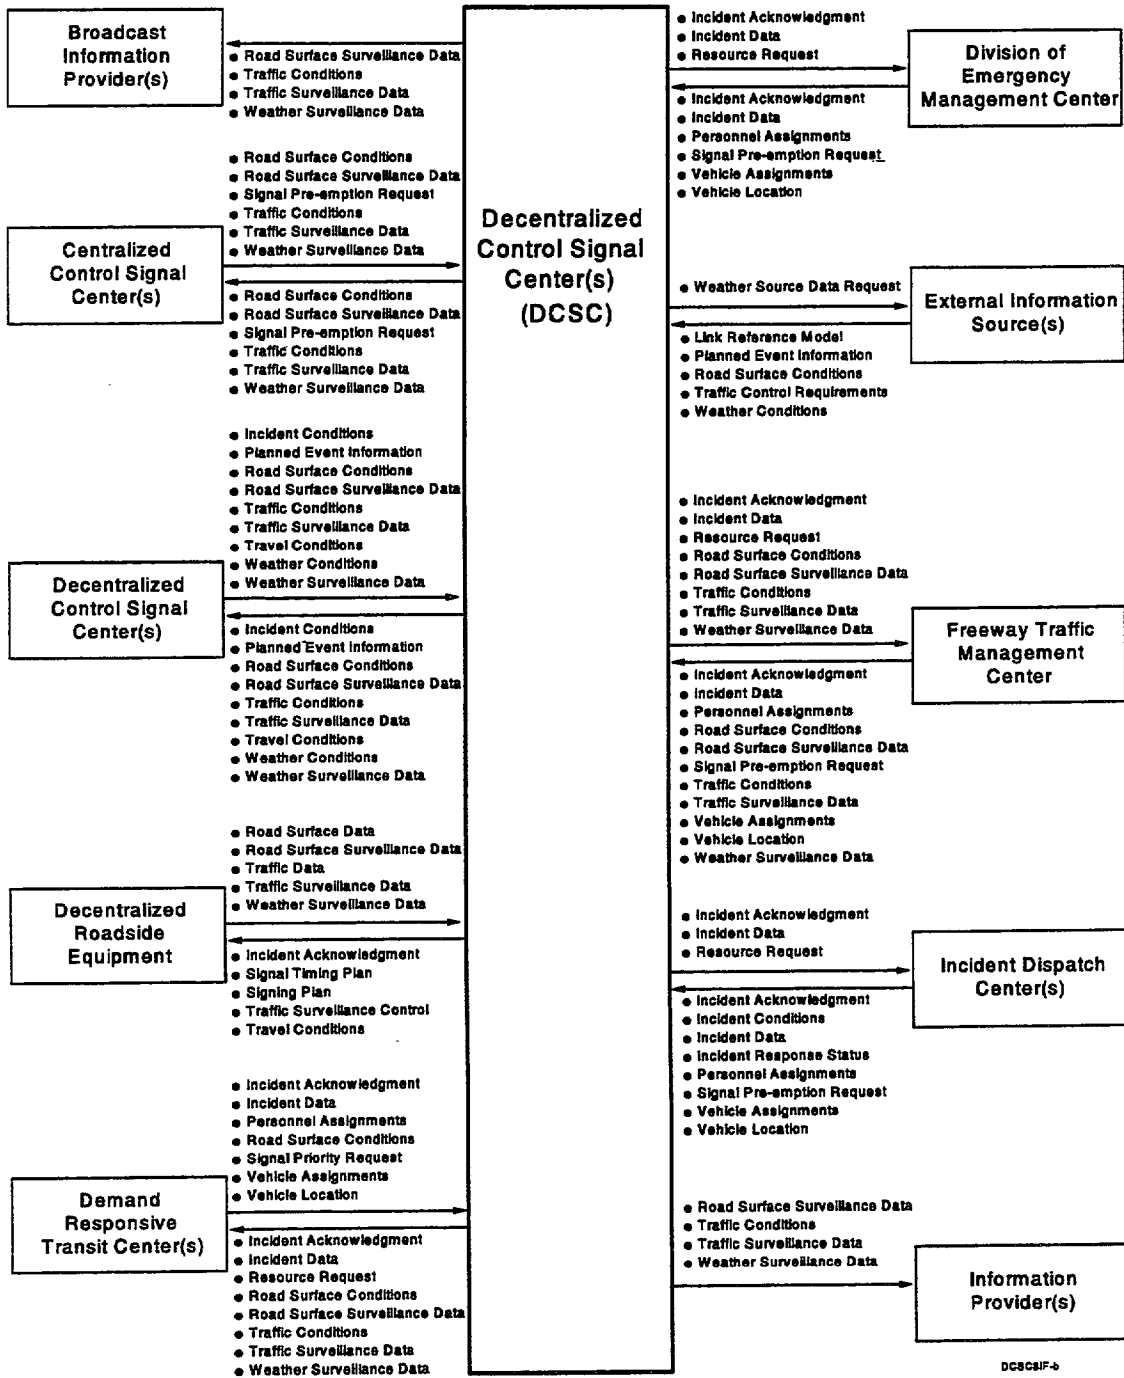 Broadcast
Information
Provider(s)
● Road Surface Surveillance Data
● Traffic Conditions
● Traffic Surveillance Data
● Weather Surveillance Data
● Road Surface Conditions
● Road Surface Surveillance Data
● Signal Pre-emption Request
● Traffic Conditions
● Traffic Surveillance Data
● Weather Surveillance Data
Centralized
Control Signal
Center(s)
● Road Surface Conditions
● Road Surface Surveillance Data
● Signal Pre-emption Request
● Traffic Conditions
● Traffic Surveillance Data
● Weather Surveillance Data
● Incident Conditions
● Planned Event Information
● Road Surface Conditions
● Road Surface Surveillance Data
● Traffic Conditions
● Traffic Surveillance Data
● Travel Conditions
● Weather Conditions
● Weather Surveillance Data
Decentralized
Control Signal
Center(s)
● Incident Conditions
● Planned Event Information
● Road Surface Conditions
● Road Surface Surveillance Data
● Traffic Conditions
● Traffic Surveillance Data
● Travel Conditions
● Weather Conditions
● Weather Surveillance Data
● Road Surface Data
● Road Surface Surveillance Data
● Traffic Data
● Traffic Surveillance Data
● Weather Surveillance Data
Decentralized
Roadside
Equipment
● Incident Acknowledgment
● Signal Timing Plan
● Signing Plan
● Traffic Surveillance Control
● Travel Conditions
● Incident Acknowledgment
● Incident Data
● Personnel Assignments
● Road Surface Conditions
● Signal Priority Request
● Vehicle Assignments
● Vehicle Location
Demand
Responsive
Transit Center(s)
● Incident Acknowledgment
● Incident Data
● Resource Request
● Road Surface Conditions
● Road Surface Surveillance Data
● Traffic Conditions
● Traffic Surveillance Data
● Weather Surveillance Data
Decentralized
Control Signal
Center(s)
(DCSC)
● Incident Acknowledgment
● Incident Data
● Resource Request
Division of
Emergency
Management Center
● Incident Acknowledgment
● Incident Data
● Personnel Assignments
● Signal Pre-emption Request
● Vehicle Assignments
● Vehicle Location
● Weather Source Data Request
External Information
Source(s)
● Link Reference Model
● Planned Event Information
● Road Surface Conditions
● Traffic Control Requirements
● Weather Conditions
● Incident Acknowledgment
● Incident Data
● Resource Request
● Road Surface Conditions
● Road Surface Surveillance Data
● Traffic Conditions
● Traffic Surveillance Data
● Weather Surveillance Data
Freeway Traffic
Management
Center
● Incident Acknowledgment
● Incident Data
● Personnel Assignments
● Road Surface Conditions
● Road Surface Surveillance Data
● Signal Pre-emption Request
● Traffic Conditions
● Traffic Surveillance Data
● Vehicle Assignments
● Vehicle Location
● Weather Surveillance Data
● Incident Acknowledgment
● Incident Data
● Resource Request
Incident Dispatch
Center(s)
● Incident Acknowledgment
● Incident Conditions
● Incident Data
● Incident Response Status
● Personnel Assignments
● Signal Pre-emption Request
● Vehicle Assignments
● Vehicle Location
● Road Surface Surveillance Data
● Traffic Conditions
● Traffic Surveillance Data
● Weather Surveillance Data
Information
Provider(s)
DCSCSIF-b